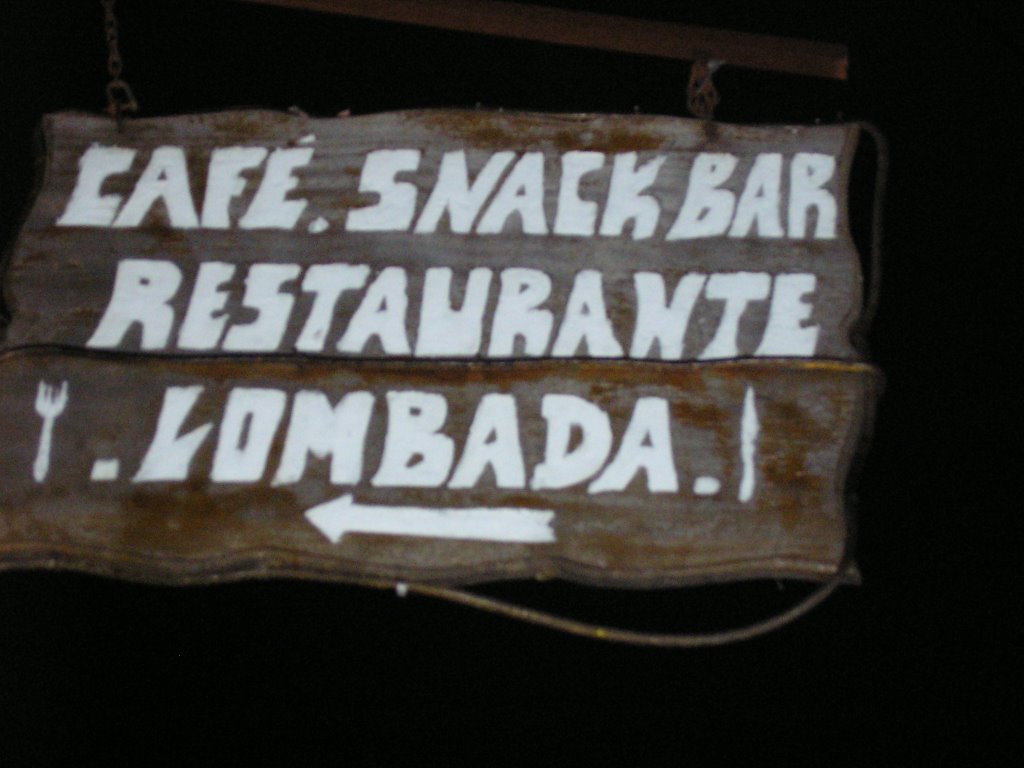 CAFÉ. SNACK BAR
RESTAURANTE
. LOMBADA.